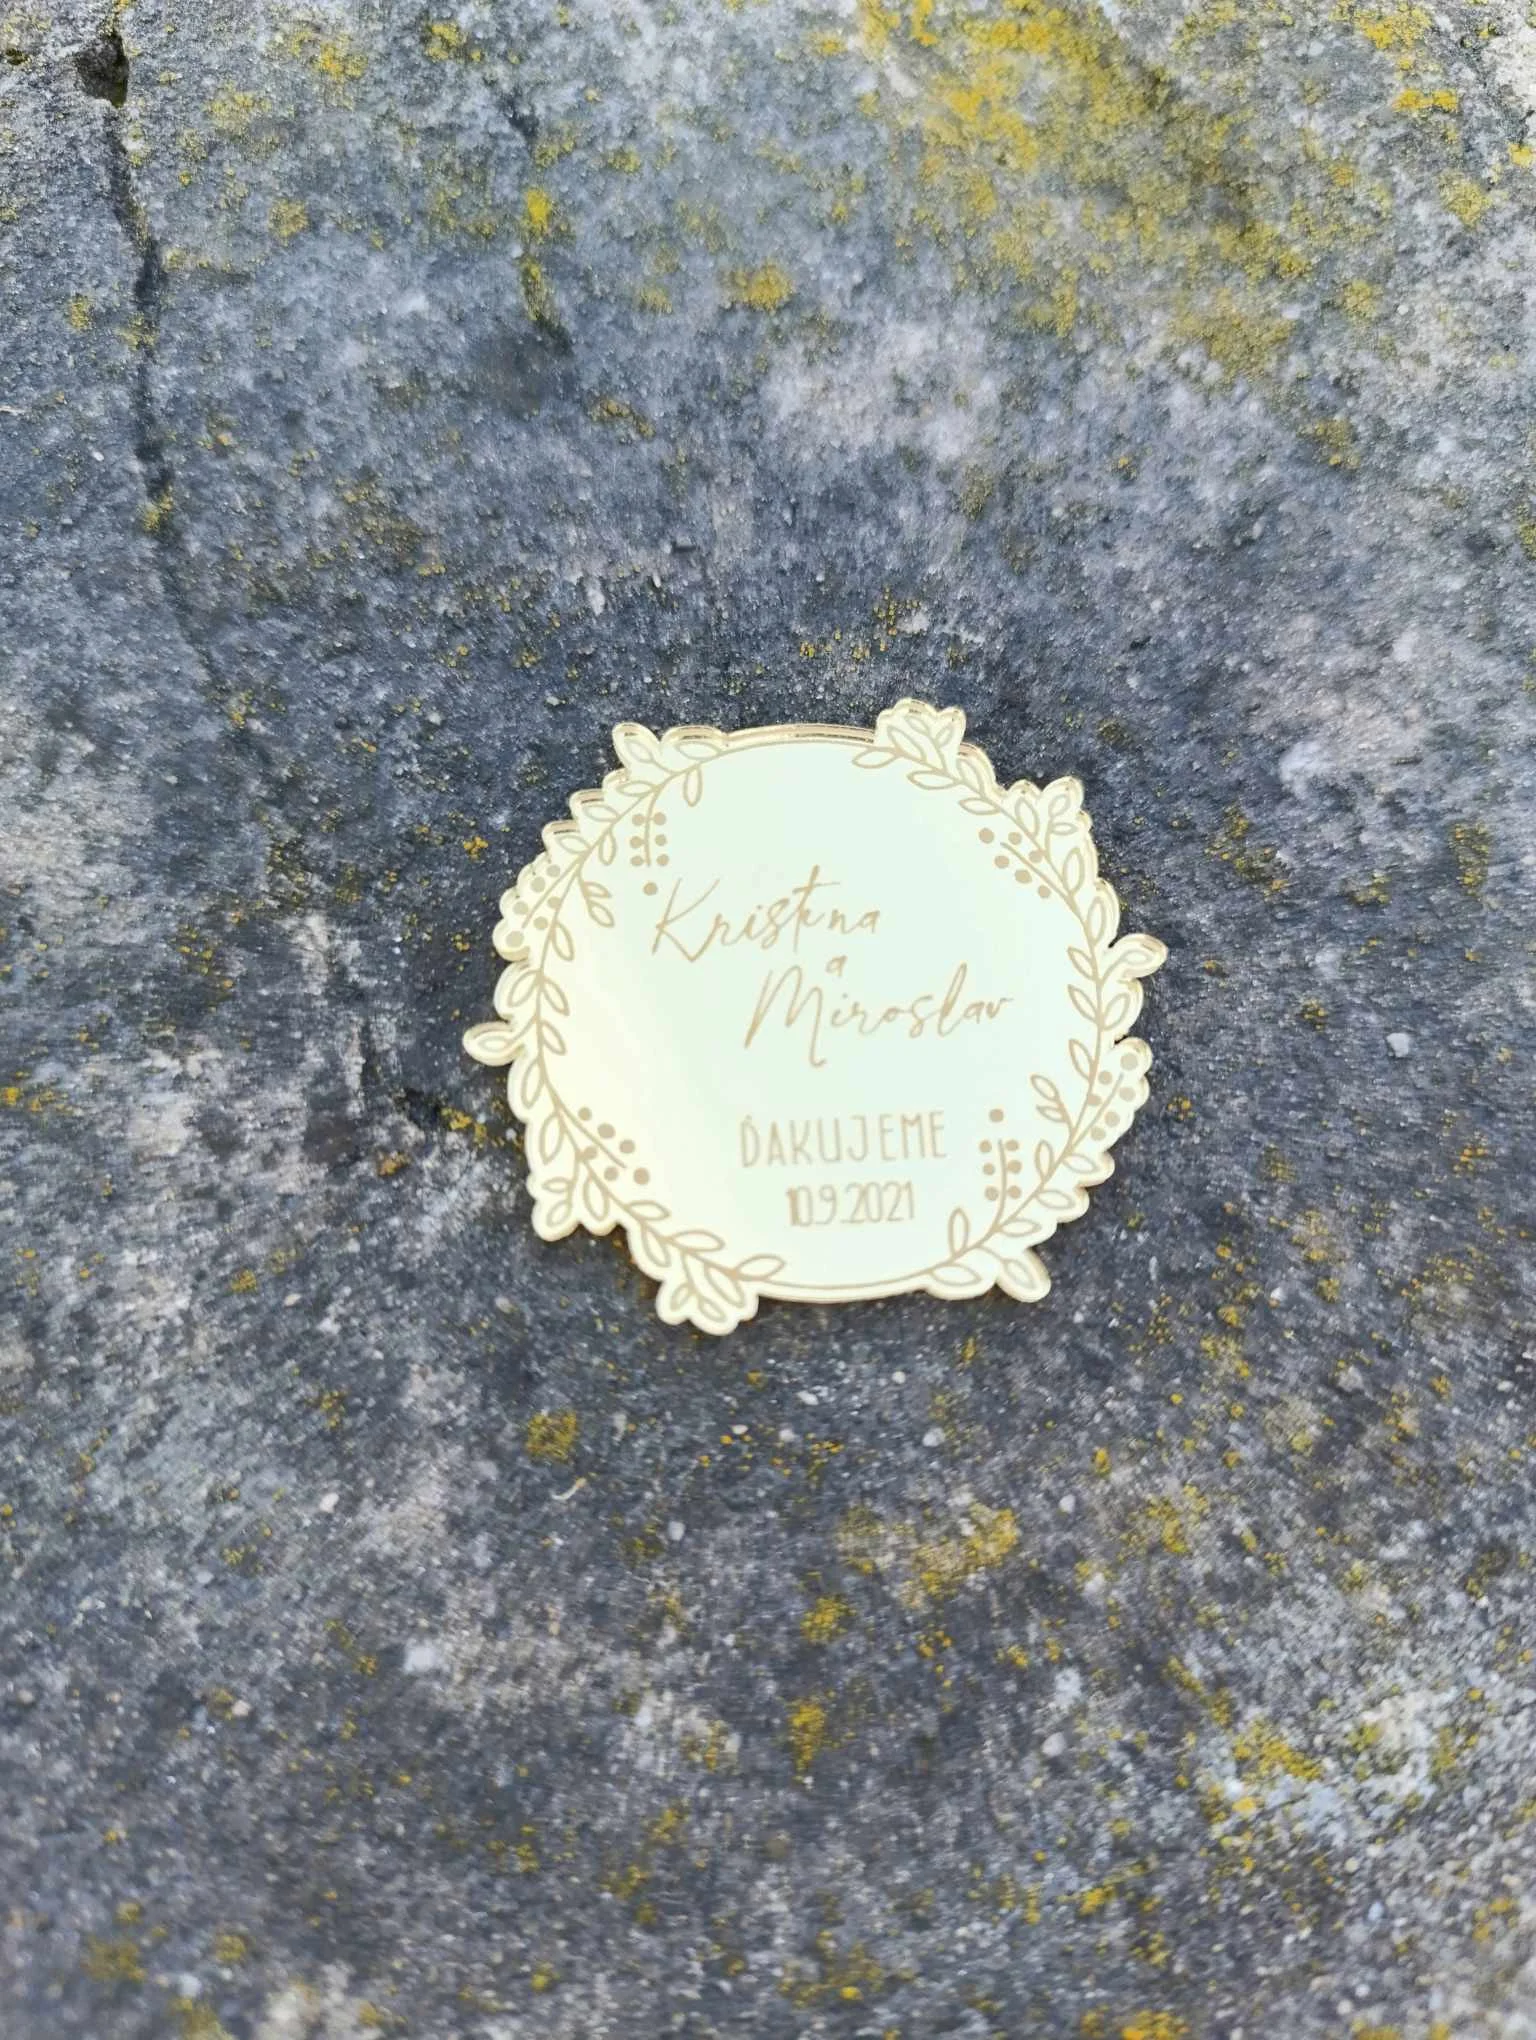 Kristína
a
Miroslav
ĎAKUJEME
10.9.2021